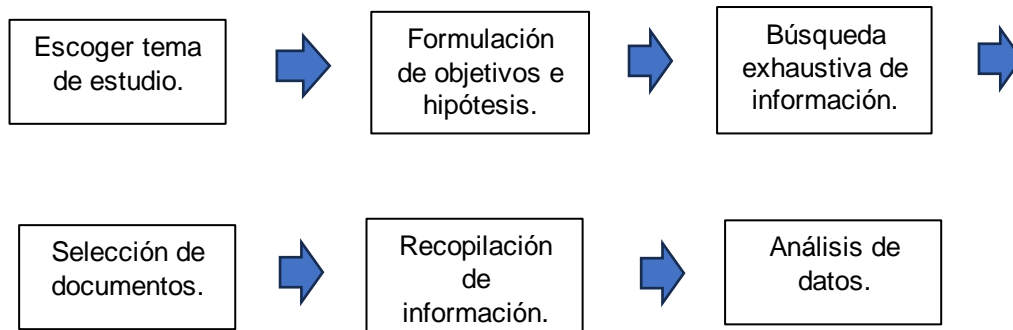 Escoger tema
de estudio.
Formulación
de objetivos e
hipótesis.
Búsqueda
exhaustiva de
información.
Selección de
documentos.
Recopilación
de
información.
Análisis de
datos.